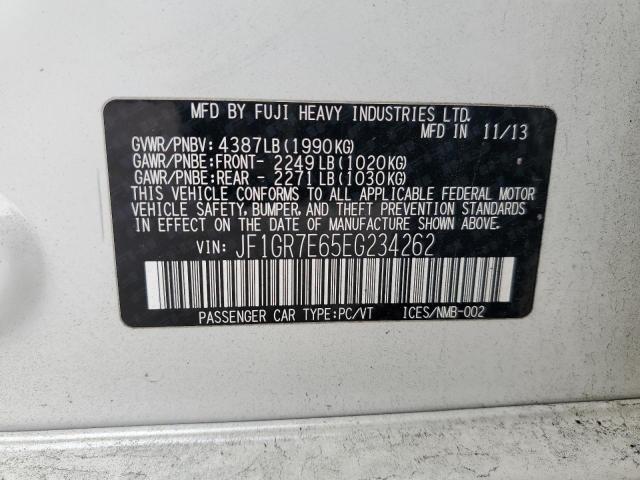 MFD BY FUJI HEAVY INDUSTRIES LTD.
MFD IN 11/13
GVWR/PNBV: 4387LB(1990KG)
GAWR/PNBE:FRONT- 2249LB(1020KG)
GAWR/PNBE:REAR - 2271LB(1030KG)
THIS VEHICLE CONFORMS TO ALL APPLICABLE FEDERAL MOTOR
VEHICLE SAFETY, BUMPER, AND THEFT PREVENTION STANDARDS
IN EFFECT ON THE DATE OF MANUFACTURE SHOWN ABOVE.
VIN: JF1GR7E65EG234262
PASSENGER CAR TYPE:PC/VT ICES/NMB-002